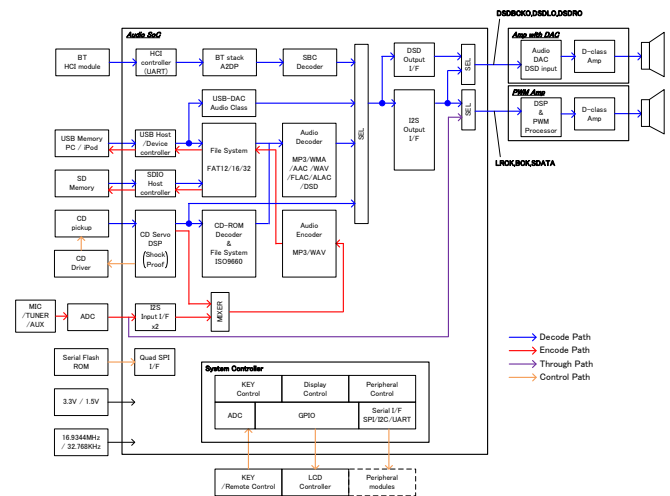 DSDBCKO,DSDLO,DSDRO
Audio SoC
BT
HCI module
HCI
controller
(UART)
BT stack
A2DP
SBC
Decoder
DSD
Output
I/F
SEL
Amp with DAC
Audio
DAC
DSD input
D-class
Amp
USB-DAC
Audio Class
SEL
I2S
Output
I/F
SEL
PWM Amp
DSP
&
PWM
Processor
D-class
Amp
USB Memory
PC / iPod
USB Host
/Device
controller
File System
FAT12/16/32
Audio
Decoder
MP3/WMA
/AAC /WAV
/FLAC/ALAC
/DSD
LRCK,BCK,SDATA
SD
Memory
SDIO
Host
controller
CD
pickup
CD Servo
DSP
(Shock
Proof)
CD-ROM
Decoder
&
File System
ISO9660
Audio
Encoder
MP3/WAV
CD
Driver
MIC
/TUNER
/AUX
ADC
I2S
Input I/F
x2
MIXER
Decode Path
Encode Path
Through Path
Control Path
Serial Flash
ROM
Quad SPI
I/F
System Controller
KEY
Control
Display
Control
Peripheral
Control
3.3V / 1.5V
ADC
GPIO
Serial I/F
SPI/I2C/UART
16.9344MHz
/ 32.768KHz
KEY
/Remote Control
LCD
Controller
Peripheral
modules